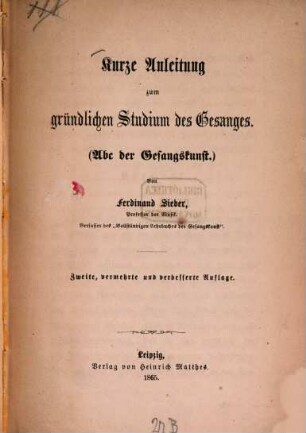 Kurze Anleitung
zum
gründlichen Studium des Gesanges.
(Abc der Gesangskunst.)
Von
Ferdinand Sieber,
Professor der Musik.
Verfasser des „Vollständigen Lehrbuches der Gesangskunst“.
Zweite, vermehrte und verbesserte Auflage.
Leipzig,
Verlag von Heinrich Matthes.
1865.